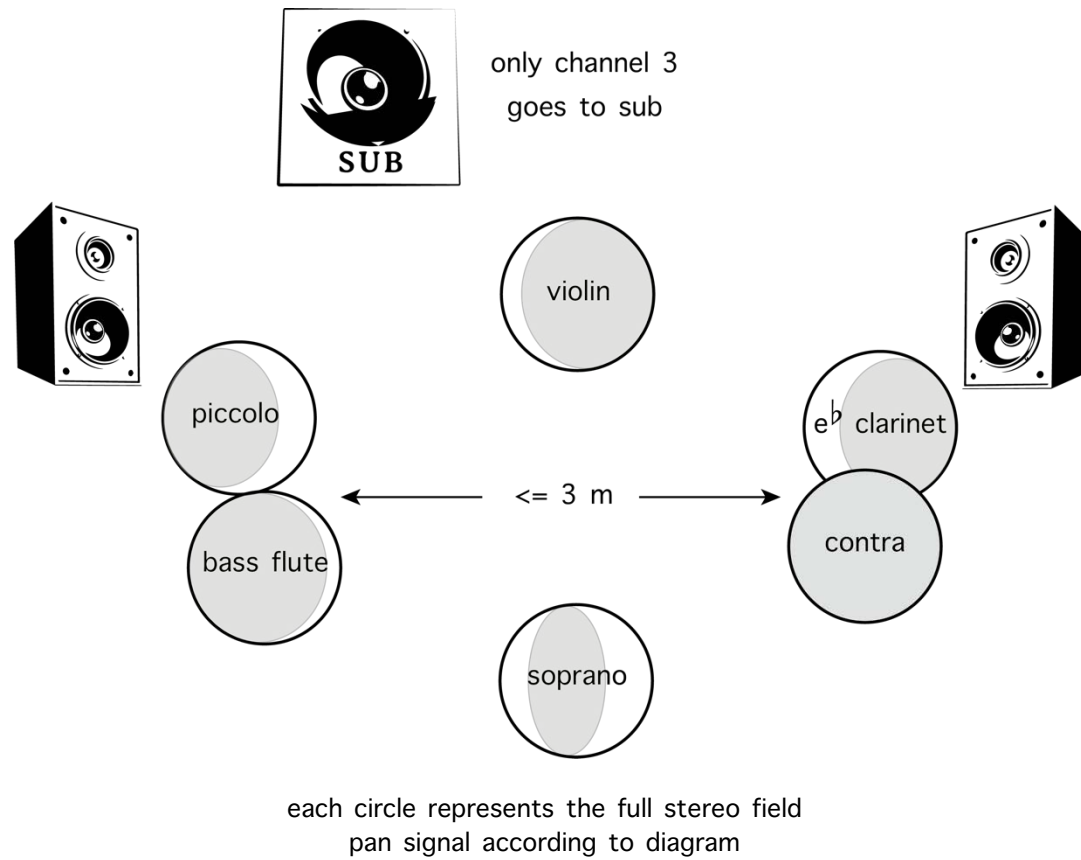 only channel 3
goes to sub
SUB
violin
piccolo
e♭ clarinet
<= 3 m
contra
bass flute
soprano
each circle represents the full stereo field
pan signal according to diagram